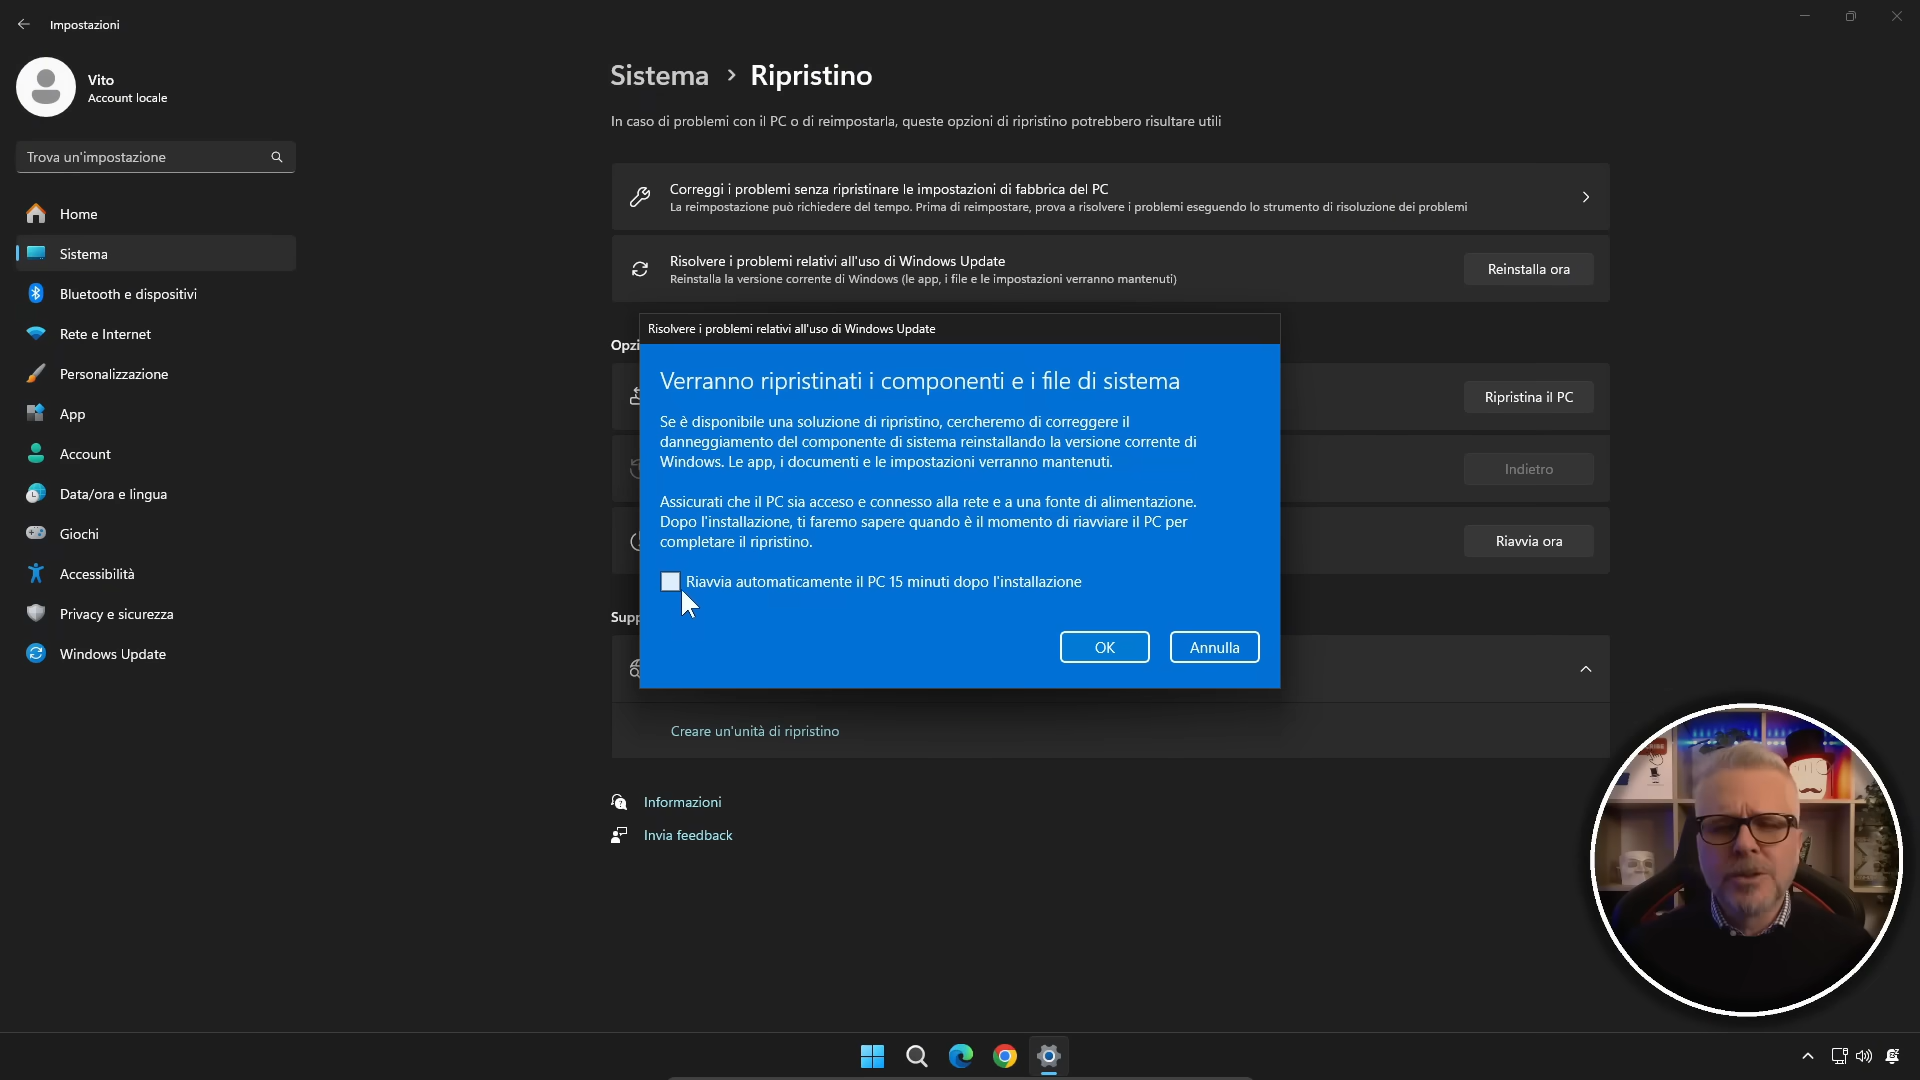 Impostazioni
Vito
Account locale
Trova un'impostazione
Home
Sistema
Bluetooth e dispositivi
Rete e Internet
Personalizzazione
App
Account
Data/ora e lingua
Giochi
Accessibilità
Privacy e sicurezza
Windows Update
Sistema > Ripristino
In caso di problemi con il PC o di reimpostarla, queste opzioni di ripristino potrebbero risultare utili
Correggi i problemi senza ripristinare le impostazioni di fabbrica del PC
La reimpostazione può richiedere del tempo. Prima di reimpostare, prova a risolvere i problemi eseguendo lo strumento di risoluzione dei problemi
Risolvere i problemi relativi all'uso di Windows Update
Reinstalla la versione corrente di Windows (le app, i file e le impostazioni verranno mantenuti)
Reinstalla ora
Opzi
Ripristina il PC
Indietro
Riavvia ora
Risolvere i problemi relativi all'uso di Windows Update
Verranno ripristinati i componenti e i file di sistema
Se è disponibile una soluzione di ripristino, cercheremo di correggere il
danneggiamento del componente di sistema reinstallando la versione corrente di
Windows. Le app, i documenti e le impostazioni verranno mantenuti.
Assicurati che il PC sia acceso e connesso alla rete e a una fonte di alimentazione.
Dopo l'installazione, ti faremo sapere quando è il momento di riavviare il PC per
completare il ripristino.
Riavvia automaticamente il PC 15 minuti dopo l'installazione
OK
Annulla
Supp
Creare un'unità di ripristino
Informazioni
Invia feedback